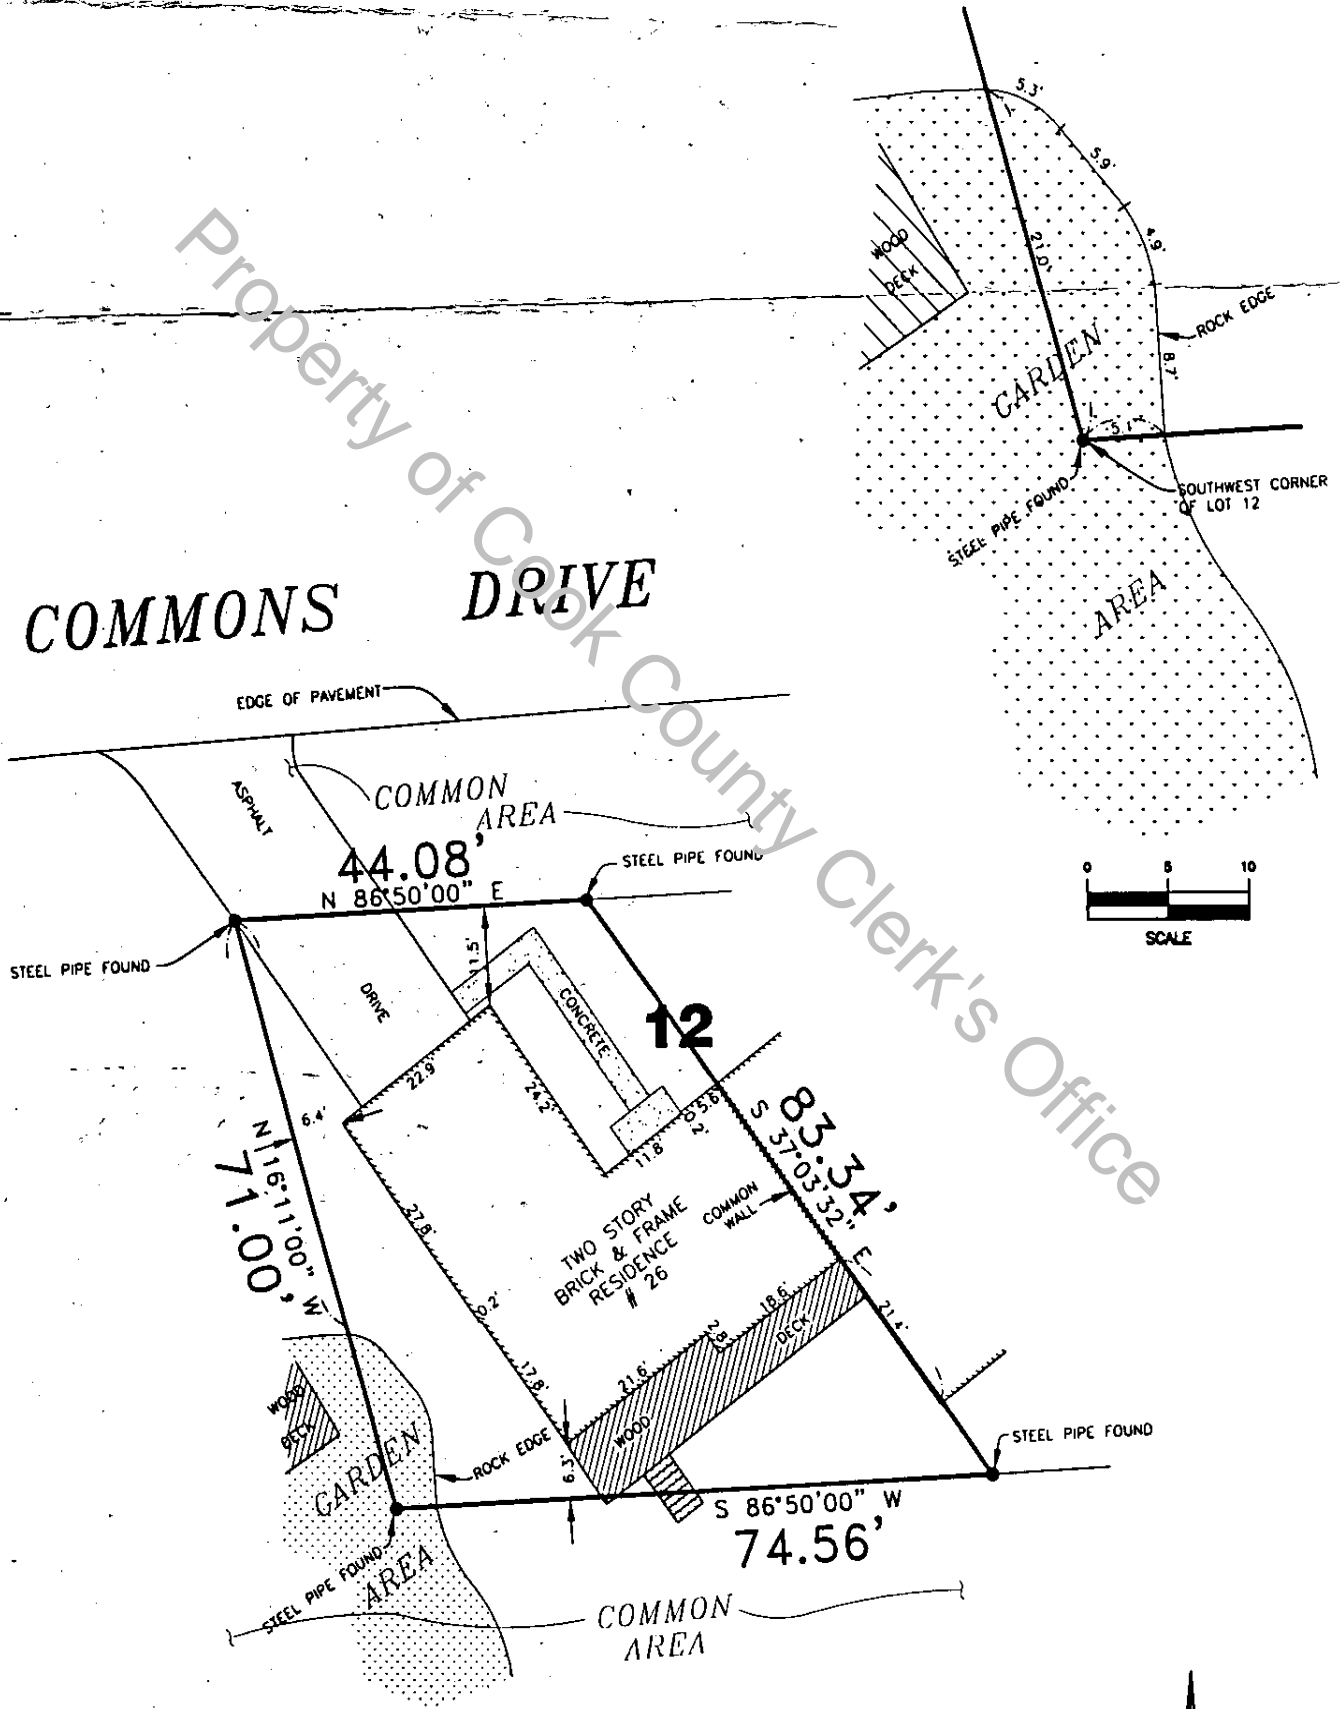 5.3'
5.9'
4.9'
21.0'
WOOD
DECK
ROCK EDGE
8.7'
GARDEN
5.1'
SOUTHWEST CORNER
OF LOT 12
STEEL PIPE FOUND
AREA
Property of Cook County Clerk's Office
COMMONS DRIVE
EDGE OF PAVEMENT
ASPHALT
COMMON
AREA
44.08'
N 86°50'00" E
STEEL PIPE FOUND
0 5 10
SCALE
STEEL PIPE FOUND
11.5'
DRIVE
CONCRETE
12
22.9'
24.2'
6.4'
0.2'
5.6'
11.8'
83.34'
S 37°03'32" E
N 16°11'00" W
71.00'
27.8'
COMMON
WALL
TWO STORY
BRICK & FRAME
RESIDENCE
# 26
0.2'
18.6'
2.8'
DECK
21.4'
17.8'
21.6'
WOOD
WOOD
DECK
GARDEN
ROCK EDGE
6.3'
STEEL PIPE FOUND
S 86°50'00" W
74.56'
STEEL PIPE FOUND
AREA
COMMON
AREA